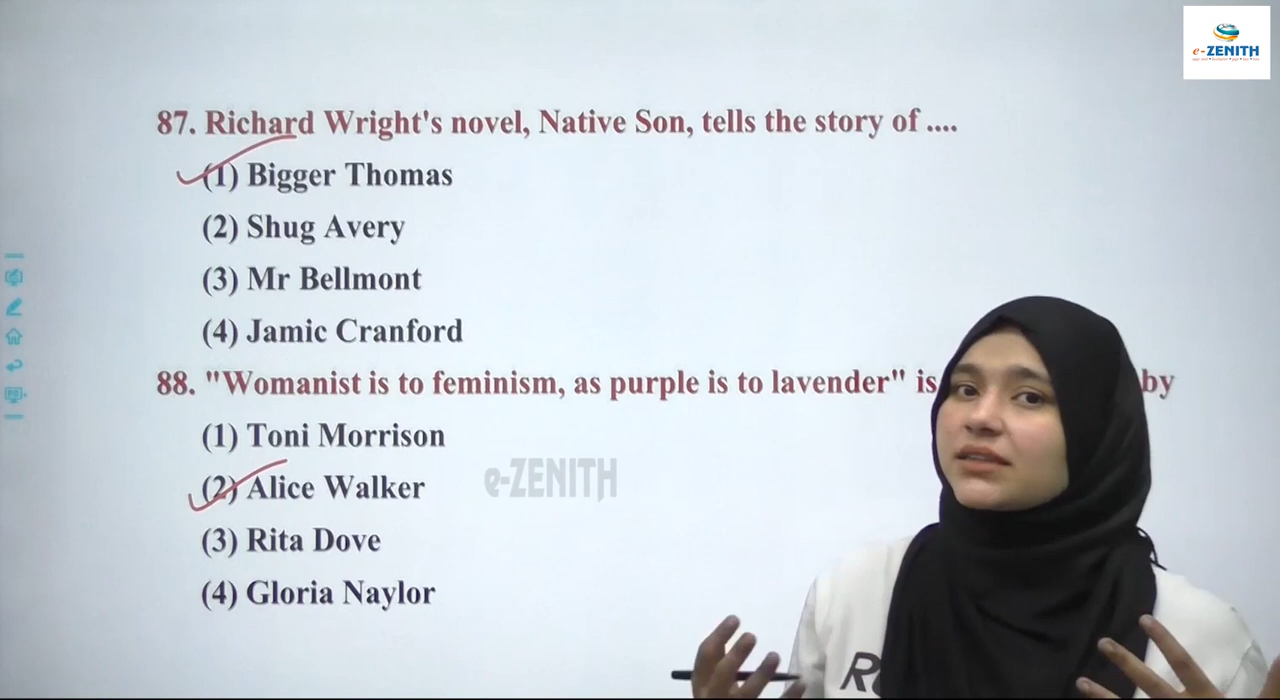 e-ZENITH
87. Richard Wright's novel, Native Son, tells the story of ....
(1) Bigger Thomas
(2) Shug Avery
(3) Mr Bellmont
(4) Jamic Cranford
88. "Womanist is to feminism, as purple is to lavender" is by
(1) Toni Morrison
e-ZENITH
(2) Alice Walker
(3) Rita Dove
(4) Gloria Naylor